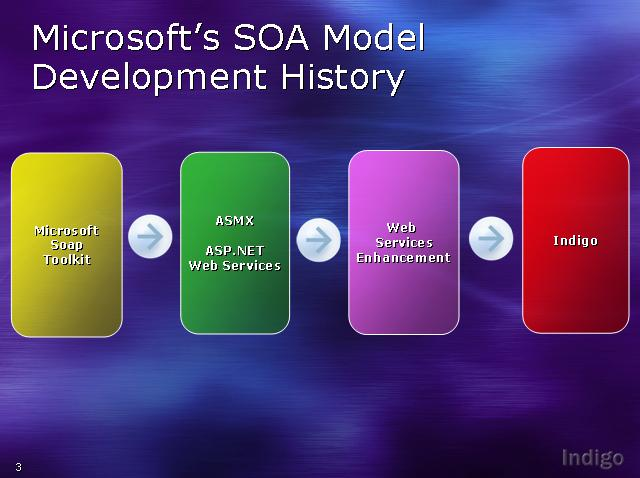 Microsoft's SOA Model
Development History
Microsoft
Soap
Toolkit
ASMX
ASP.NET
Web Services
Web
Services
Enhancement
Indigo
3
Indigo